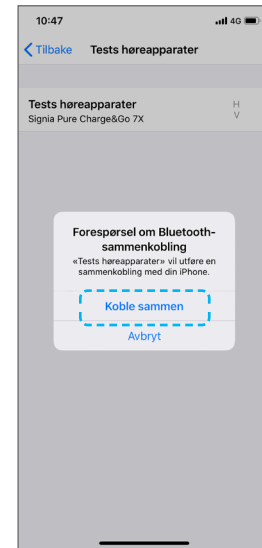 10:47
4G
Tilbake Tests høreapparater
Tests høreapparater H
Signia Pure Charge&Go 7X V
Forespørsel om Bluetooth-
sammenkobling
«Tests høreapparater» vil utføre en
sammenkobling med din iPhone.
Koble sammen
Avbryt